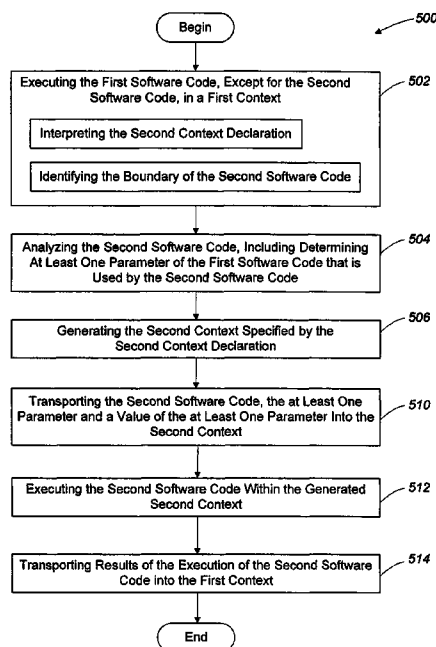 Begin
500
Executing the First Software Code, Except for the Second
Software Code, in a First Context
502
Interpreting the Second Context Declaration
Identifying the Boundary of the Second Software Code
Analyzing the Second Software Code, Including Determining
At Least One Parameter of the First Software Code that is
Used by the Second Software Code
504
Generating the Second Context Specified by the
Second Context Declaration
506
Transporting the Second Software Code, the at Least One
Parameter and a Value of the at Least One Parameter Into the
Second Context
510
Executing the Second Software Code Within the Generated
Second Context
512
Transporting Results of the Execution of the Second Software
Code into the First Context
514
End